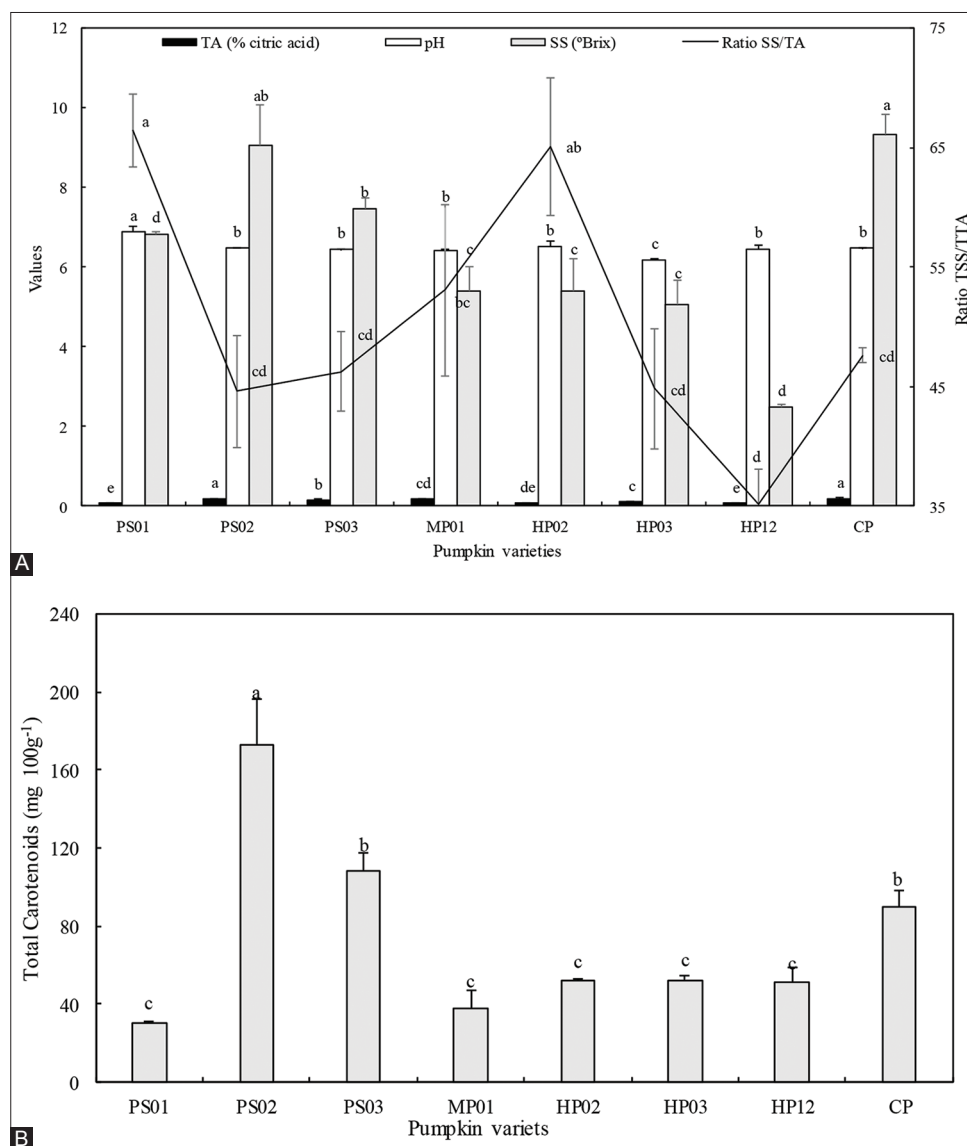 12
10
8
6
4
2
0
Values
TA (% citric acid)
pH
SS (ºBrix)
Ratio SS/TA
75
65
55
45
35
Ratio TSS/TTA
a
a
d
e
ab
b
cd
a
b
b
cd
b
b
c
bc
cd
ab
b
c
de
c
c
cd
c
b
d
d
e
a
b
cd
a
PS01 PS02 PS03 MP01 HP02 HP03 HP12 CP
Pumpkin varieties
A
240
200
160
120
80
40
0
Total Carotenoids (mg 100g⁻¹)
c
a
b
c
c
c
c
b
PS01 PS02 PS03 MP01 HP02 HP03 HP12 CP
Pumpkin variets
B